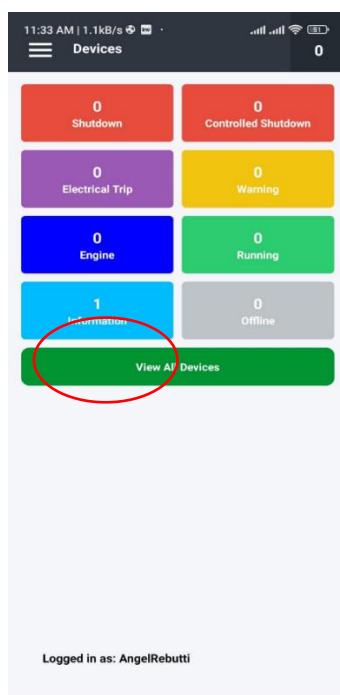 11:33 AM | 1.1kB/s
81
Devices
0
0
Shutdown
0
Controlled Shutdown
0
Electrical Trip
0
Warning
0
Engine
0
Running
1
Information
0
Offline
View All Devices
Logged in as: AngelRebutti